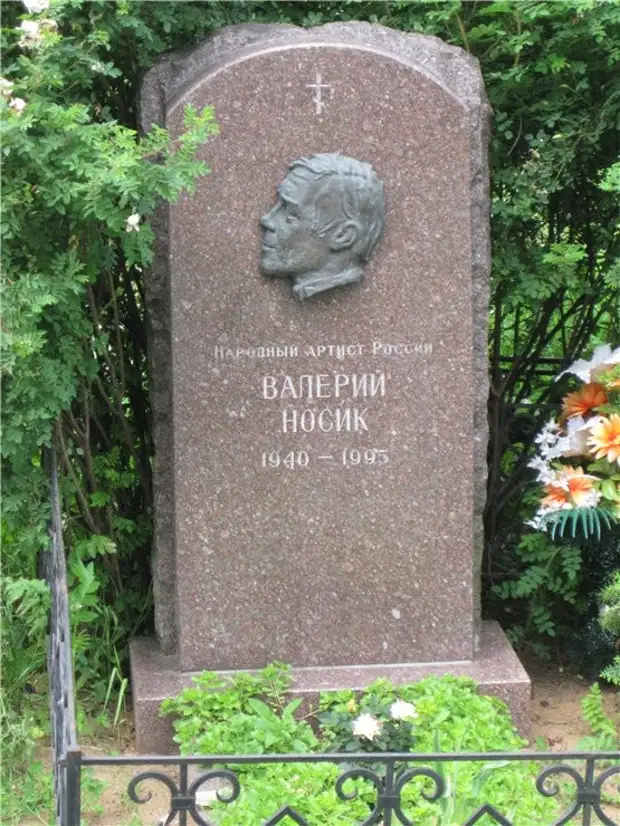 Народный артист России
ВАЛЕРИЙ
НОСИК
1940 – 1995